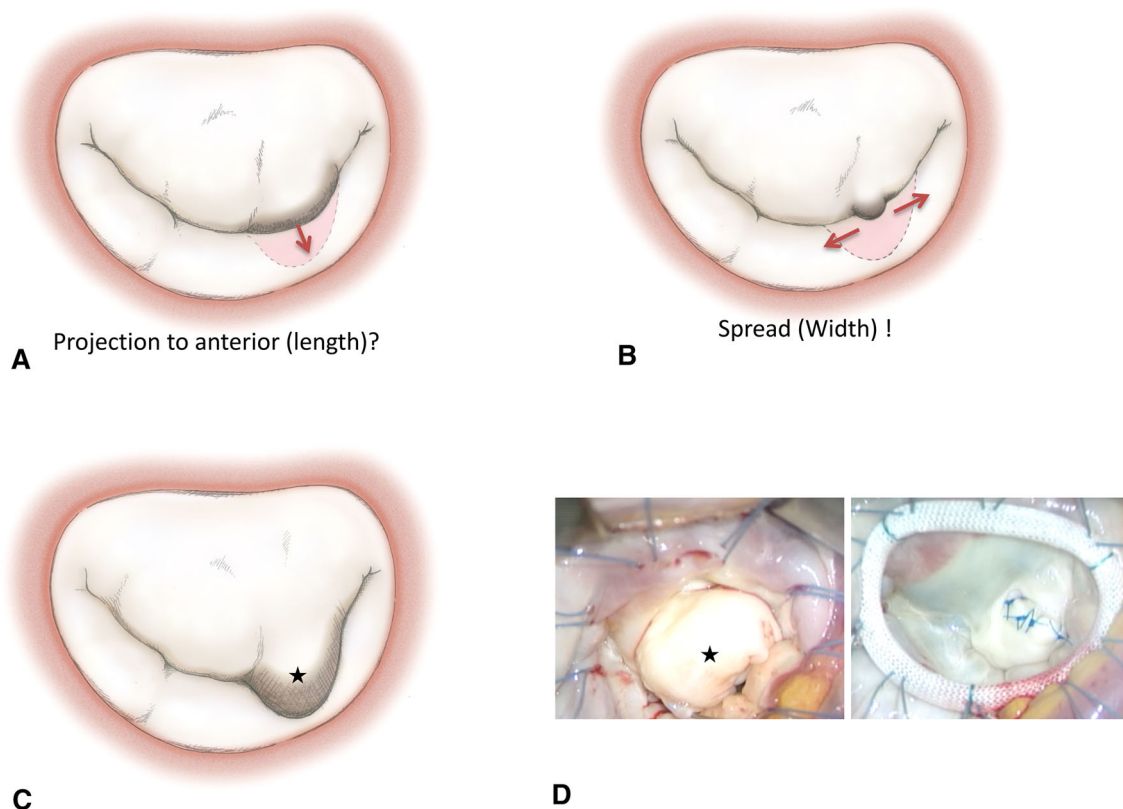 Projection to anterior (length)?
A
Spread (Width) !
B
C
D